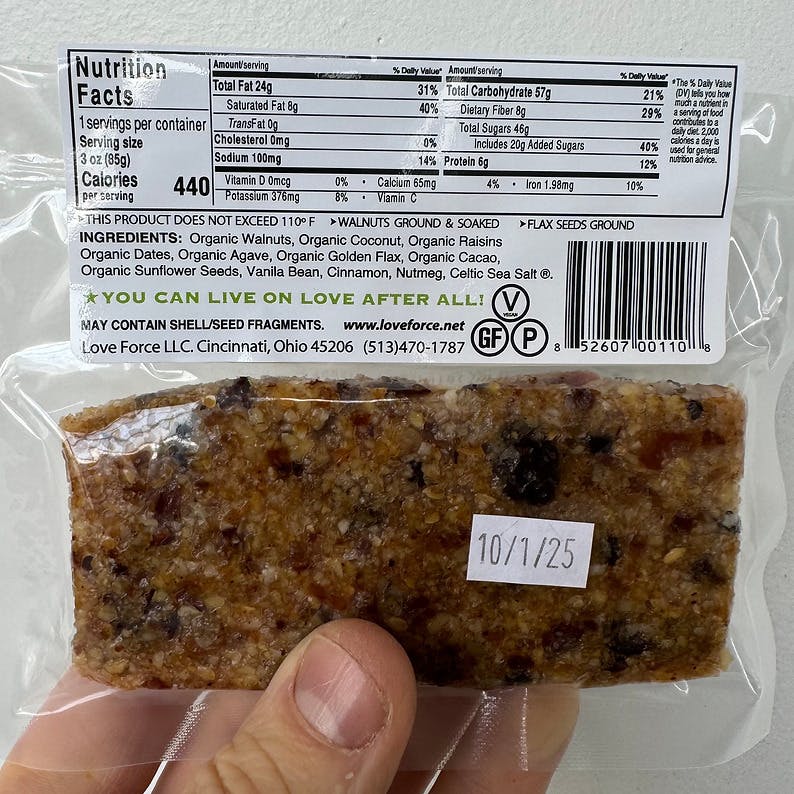 Nutrition
Facts
1 servings per container
Serving size
3 oz (85g)
Calories
per serving
440
Amount/serving % Daily Value*
Total Fat 24g 31%
Saturated Fat 8g 40%
TransFat 0g
Cholesterol 0mg 0%
Sodium 100mg 14%
Amount/serving % Daily Value*
Total Carbohydrate 57g 21%
Dietary Fiber 8g 29%
Total Sugars 46g
Includes 20g Added Sugars 40%
Protein 6g 12%
Vitamin D 0mcg 0% • Calcium 65mg 4% • Iron 1.98mg 10%
Potassium 376mg 8% • Viamin C
*The % Daily Value
(DV) tells you how
much a nutrient in
a serving of food
contributes to a
daily diet. 2,000
calories a day is
used for general
nutrition advice.
➤THIS PRODUCT DOES NOT EXCEED 110º F ➤WALNUTS GROUND & SOAKED ➤FLAX SEEDS GROUND
INGREDIENTS: Organic Walnuts, Organic Coconut, Organic Raisins
Organic Dates, Organic Agave, Organic Golden Flax, Organic Cacao,
Organic Sunflower Seeds, Vanilla Bean, Cinnamon, Nutmeg, Celtic Sea Salt ®.
★YOU CAN LIVE ON LOVE AFTER ALL!
V
VEGAN
MAY CONTAIN SHELL/SEED FRAGMENTS. www.loveforce.net
GF P
Love Force LLC. Cincinnati, Ohio 45206 (513)470-1787
8 52607 00110 8
10/1/25